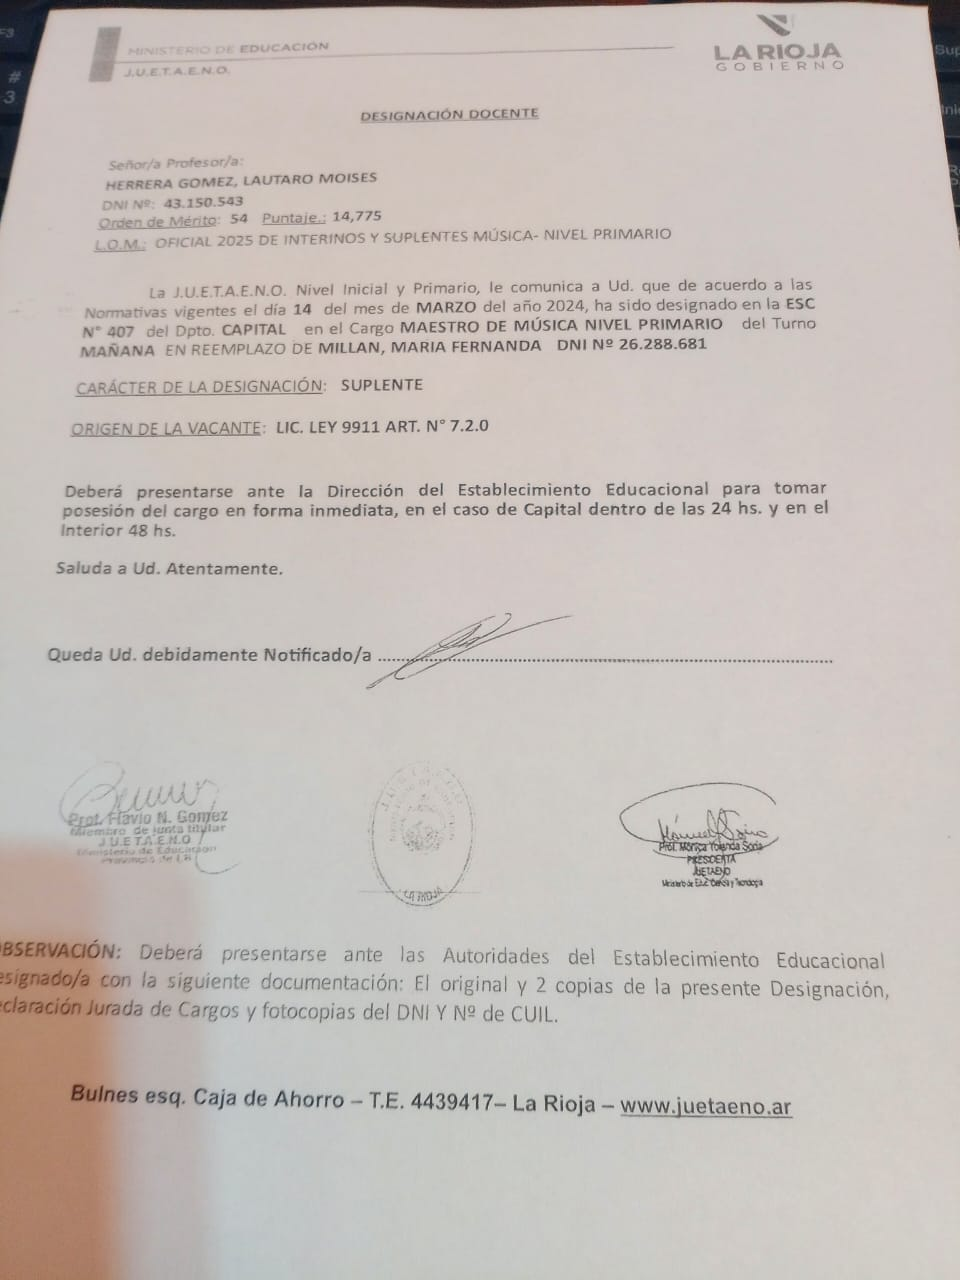 MINISTERIO DE EDUCACIÓN
J.U.E.T.A.E.N.O.
LA RIOJA
GOBIERNO
DESIGNACIÓN DOCENTE
Señor/a Profesor/a:
HERRERA GOMEZ, LAUTARO MOISES
DNI Nº: 43.150.543
Orden de Mérito: 54 Puntaje.: 14,775
L.O.M.: OFICIAL 2025 DE INTERINOS Y SUPLENTES MÚSICA- NIVEL PRIMARIO
La J.U.E.T.A.E.N.O. Nivel Inicial y Primario, le comunica a Ud. que de acuerdo a las
Normativas vigentes el día 14 del mes de MARZO del año 2024, ha sido designado en la ESC
N° 407 del Dpto. CAPITAL en el Cargo MAESTRO DE MÚSICA NIVEL PRIMARIO del Turno
MAÑANA EN REEMPLAZO DE MILLAN, MARIA FERNANDA DNI Nº 26.288.681
CARÁCTER DE LA DESIGNACIÓN: SUPLENTE
ORIGEN DE LA VACANTE: LIC. LEY 9911 ART. N° 7.2.0
Deberá presentarse ante la Dirección del Establecimiento Educacional para tomar
posesión del cargo en forma inmediata, en el caso de Capital dentro de las 24 hs. y en el
Interior 48 hs.
Saluda a Ud. Atentamente.
Queda Ud. debidamente Notificado/a
Prof. Flavio N. Gomez
Miembro de junta titular
J.U.E.T.A.E.N.O
Ministerio de Educación
Provincia de
LA RIOJA
Prof. Mónica Yolanda Soria
PRESIDENTA
JUETAENO
Ministerio de Educ. Ciencia y Tecnología
BSERVACIÓN: Deberá presentarse ante las Autoridades del Establecimiento Educacional
esignado/a con la siguiente documentación: El original y 2 copias de la presente Designación,
eclaración Jurada de Cargos y fotocopias del DNI Y Nº de CUIL.
Bulnes esq. Caja de Ahorro – T.E. 4439417– La Rioja – www.juetaeno.ar